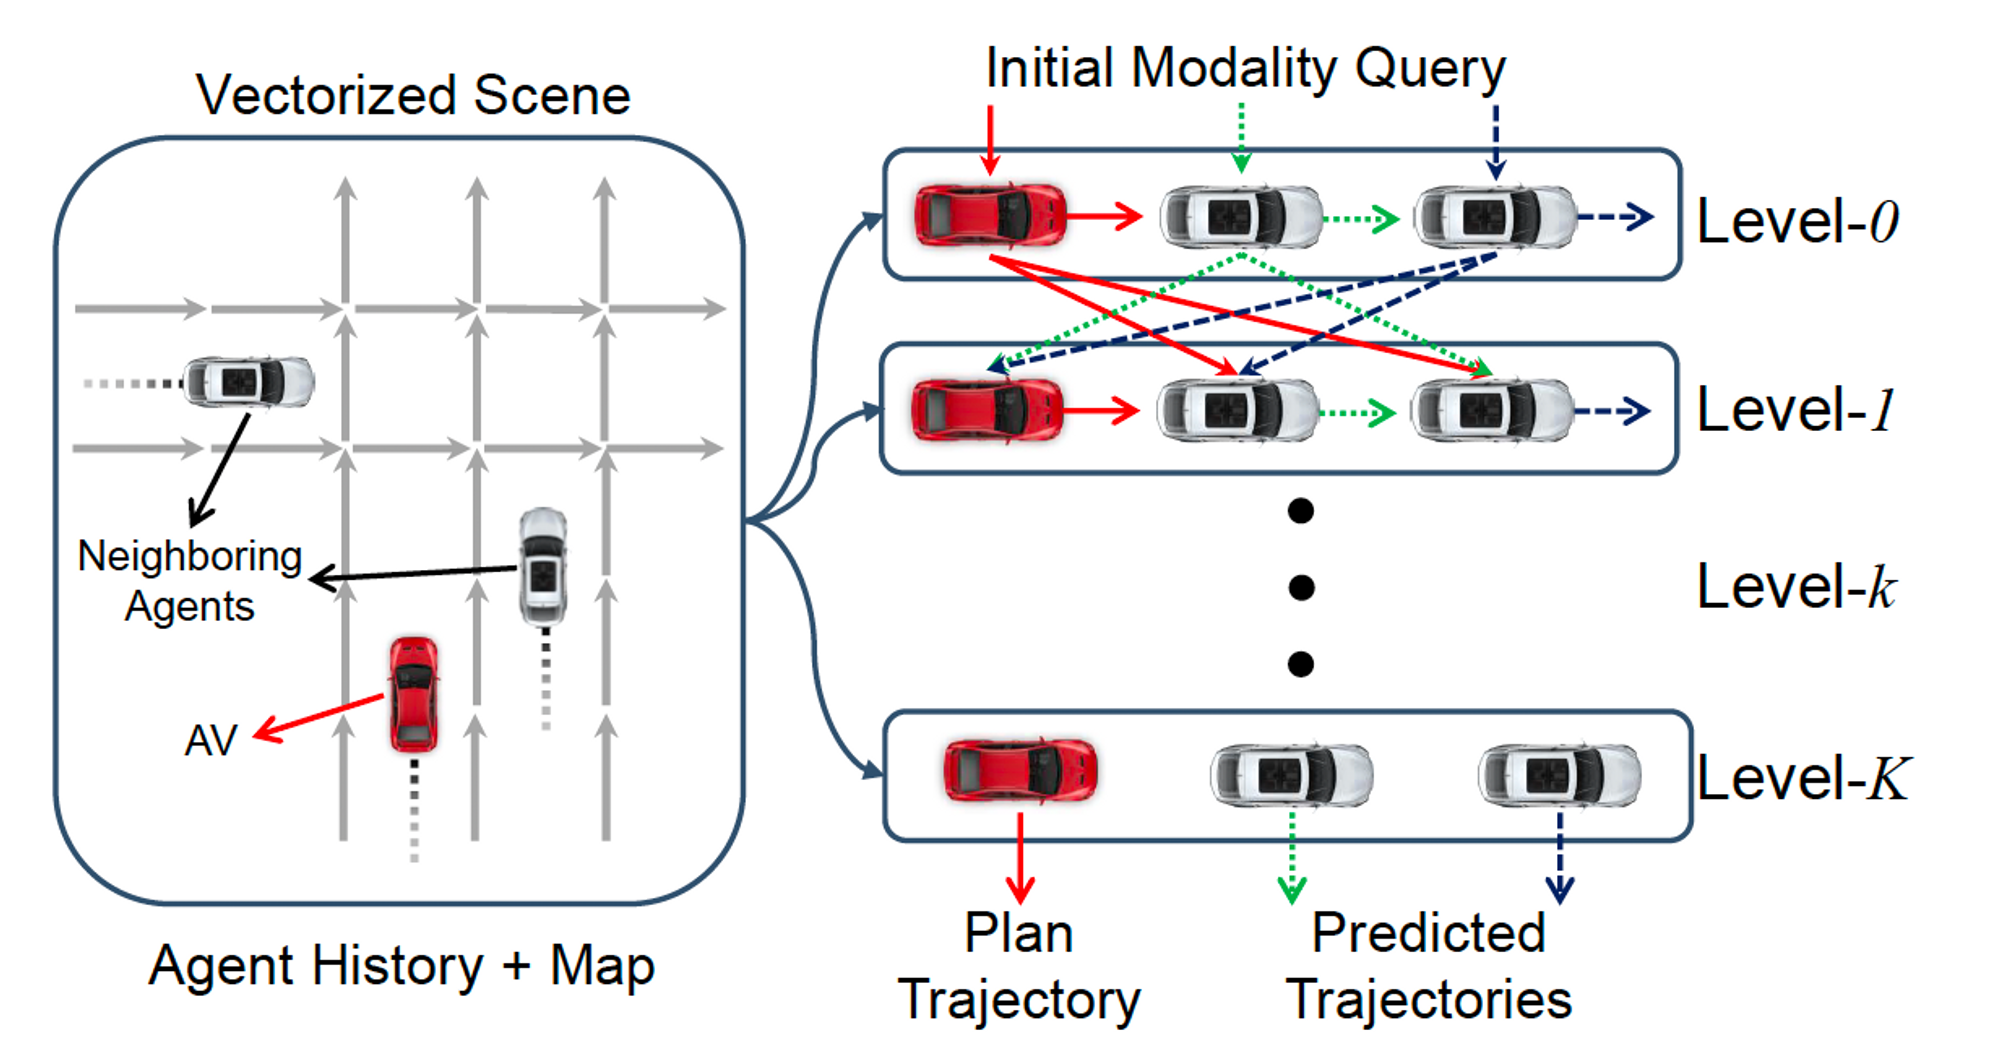 Vectorized Scene
Neighboring
Agents
AV
Agent History + Map
Initial Modality Query
Level-0
Level-1
Level-k
Level-K
Plan
Trajectory
Predicted
Trajectories